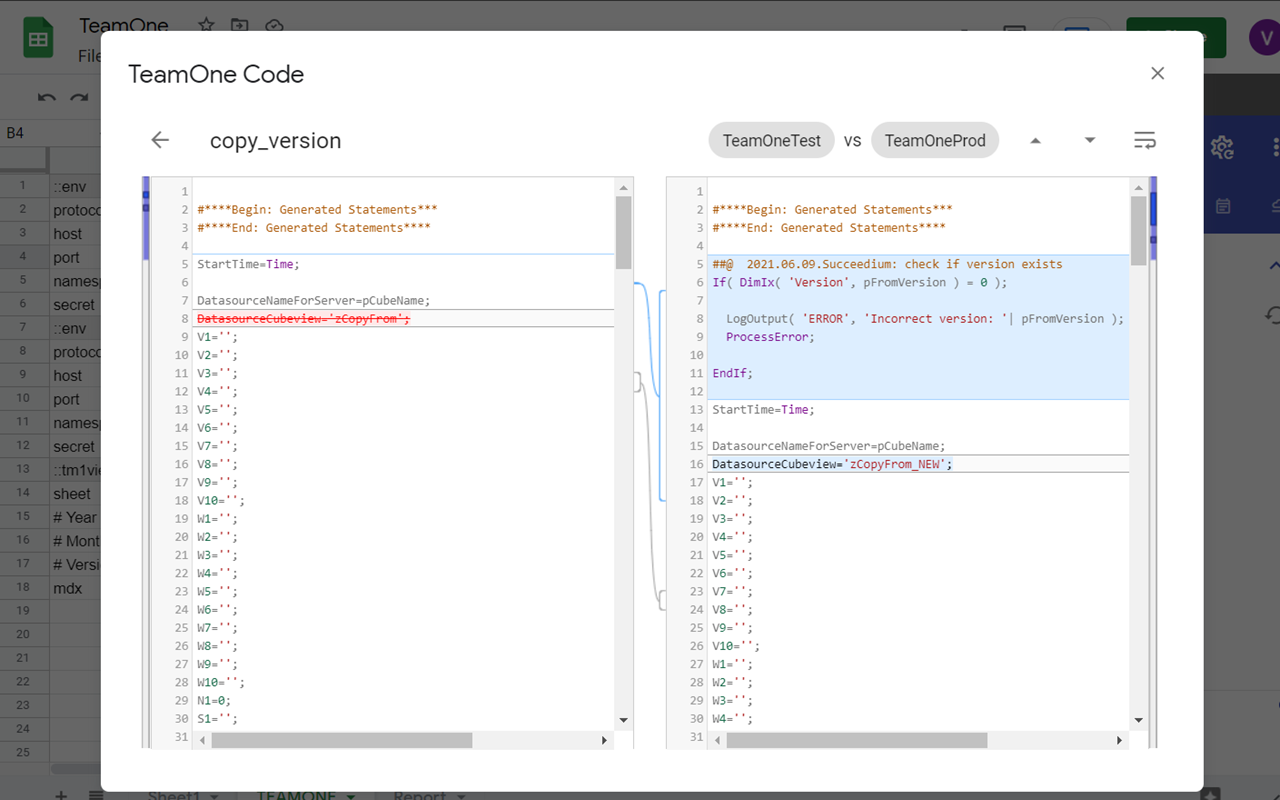 TeamOne
File
V
B4
TeamOne Code
copy_version
TeamOneTest vs TeamOneProd
1 ::env
2 protoco
3 host
4 port
5 namesp
6 secret
7 ::env
8 protoco
9 host
10 port
11 namesp
12 secret
13 ::tm1vie
14 sheet
15 # Year
16 # Mont
17 # Versi
18 mdx
19
20
21
22
23
24
25
1
2 #****Begin: Generated Statements***
3 #****End: Generated Statements****
4
5 StartTime=Time;
6
7 DatasourceNameForServer=pCubeName;
8 DatasourceCubeview='zCopyFrom';
9 V1='';
10 V2='';
11 V3='';
12 V4='';
13 V5='';
14 V6='';
15 V7='';
16 V8='';
17 V9='';
18 V10='';
19 W1='';
20 W2='';
21 W3='';
22 W4='';
23 W5='';
24 W6='';
25 W7='';
26 W8='';
27 W9='';
28 W10='';
29 N1=0;
30 S1='';
31
1
2 #****Begin: Generated Statements***
3 #****End: Generated Statements****
4
5 ##@  2021.06.09.Succeedium: check if version exists
6 If( DimIx( 'Version', pFromVersion ) = 0 );
7
8   LogOutput( 'ERROR', 'Incorrect version: '| pFromVersion );
9   ProcessError;
10
11 EndIf;
12
13 StartTime=Time;
14
15 DatasourceNameForServer=pCubeName;
16 DatasourceCubeview='zCopyFrom_NEW';
17 V1='';
18 V2='';
19 V3='';
20 V4='';
21 V5='';
22 V6='';
23 V7='';
24 V8='';
25 V9='';
26 V10='';
27 W1='';
28 W2='';
29 W3='';
30 W4='';
31
Sheet1 TEAMONE Report